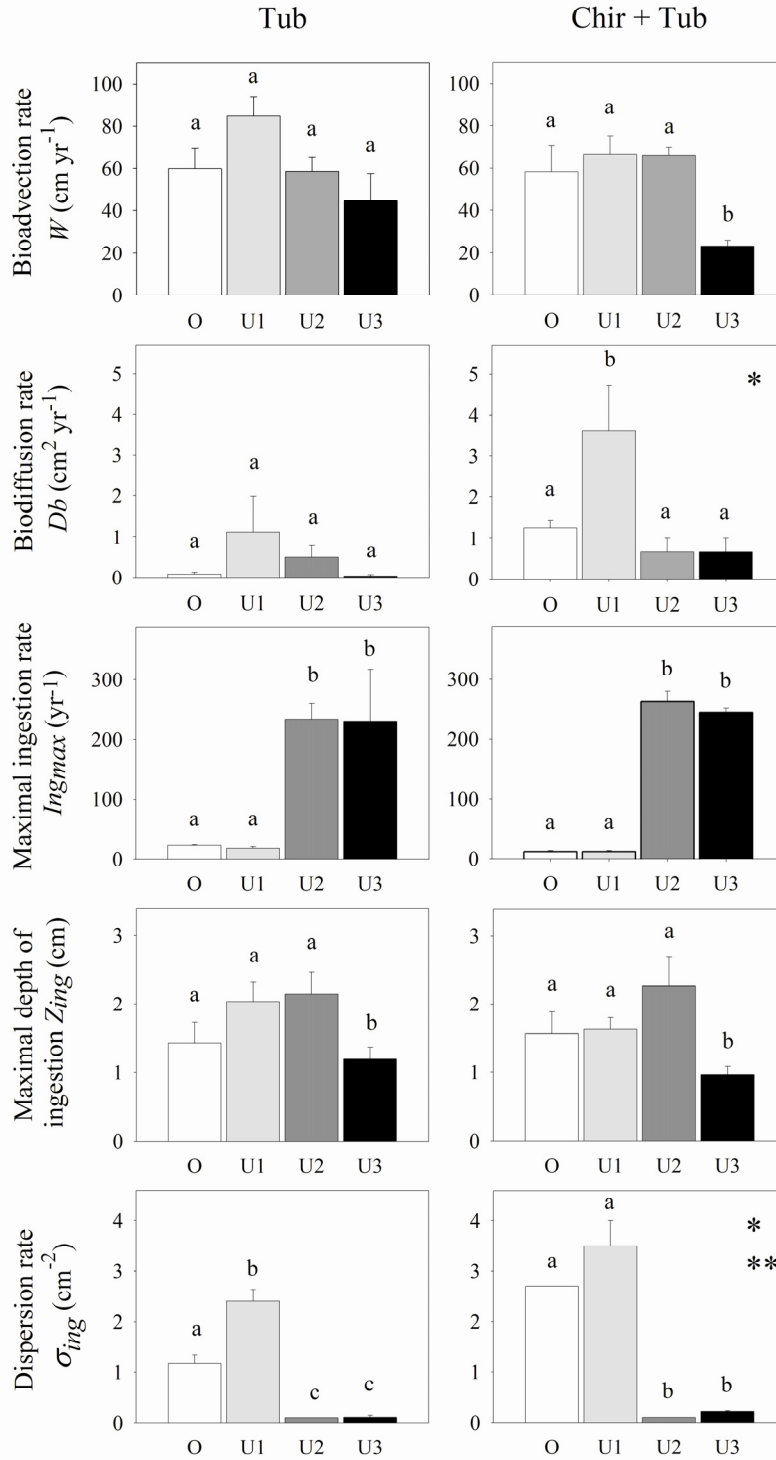 Tub
Chir + Tub
Bioadvection rate
W (cm yr-1)
100
80
60
40
20
0
a
a
a
a
O U1 U2 U3
100
80
60
40
20
0
a
a
a
b
O U1 U2 U3
Biodiffusion rate
Db (cm2 yr-1)
5
4
3
2
1
0
a
a
a
a
O U1 U2 U3
5
4
3
2
1
0
a
b
a
a
*
O U1 U2 U3
Maximal ingestion rate
Ingmax (yr-1)
300
200
100
0
a
a
b
b
O U1 U2 U3
300
200
100
0
a
a
b
b
O U1 U2 U3
Maximal depth of
ingestion Zing (cm)
3
2
1
0
a
a
a
b
O U1 U2 U3
3
2
1
0
a
a
a
b
O U1 U2 U3
Dispersion rate
σing (cm-2)
4
3
2
1
0
a
b
c
c
O U1 U2 U3
4
3
2
1
0
a
a
b
b
*
**
O U1 U2 U3